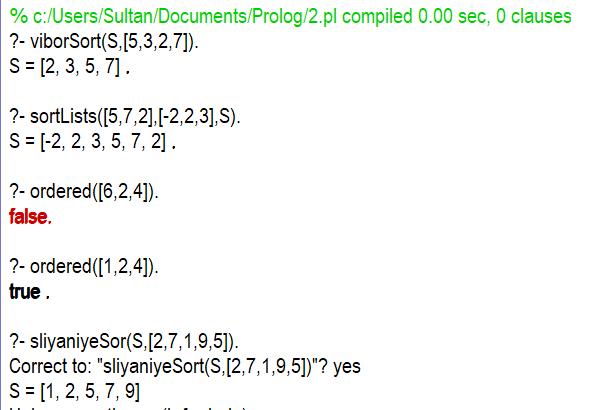 % c:/Users/Sultan/Documents/Prolog/2.pl compiled 0.00 sec, 0 clauses
?- viborSort(S,[5,3,2,7]).
S = [2, 3, 5, 7] .
?- sortLists([5,7,2],[-2,2,3],S).
S = [-2, 2, 3, 5, 7, 2] .
?- ordered([6,2,4]).
false.
?- ordered([1,2,4]).
true .
?- sliyaniyeSor(S,[2,7,1,9,5]).
Correct to: "sliyaniyeSort(S,[2,7,1,9,5])"? yes
S = [1, 2, 5, 7, 9]